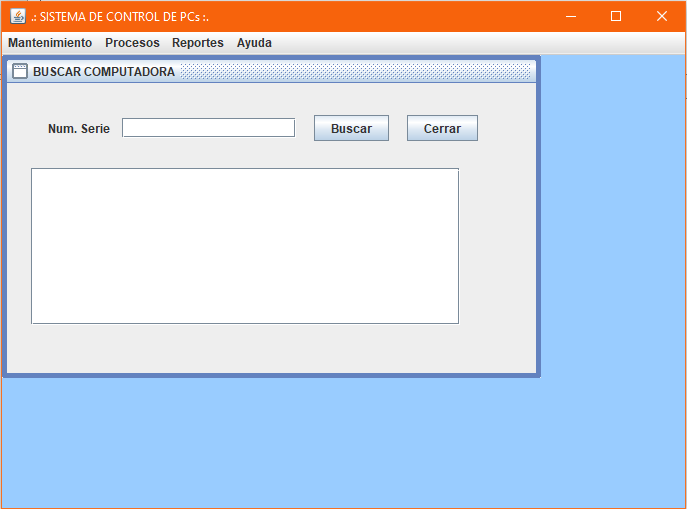 .: SISTEMA DE CONTROL DE PCs :.
Mantenimiento Procesos Reportes Ayuda
BUSCAR COMPUTADORA
Num. Serie Buscar Cerrar